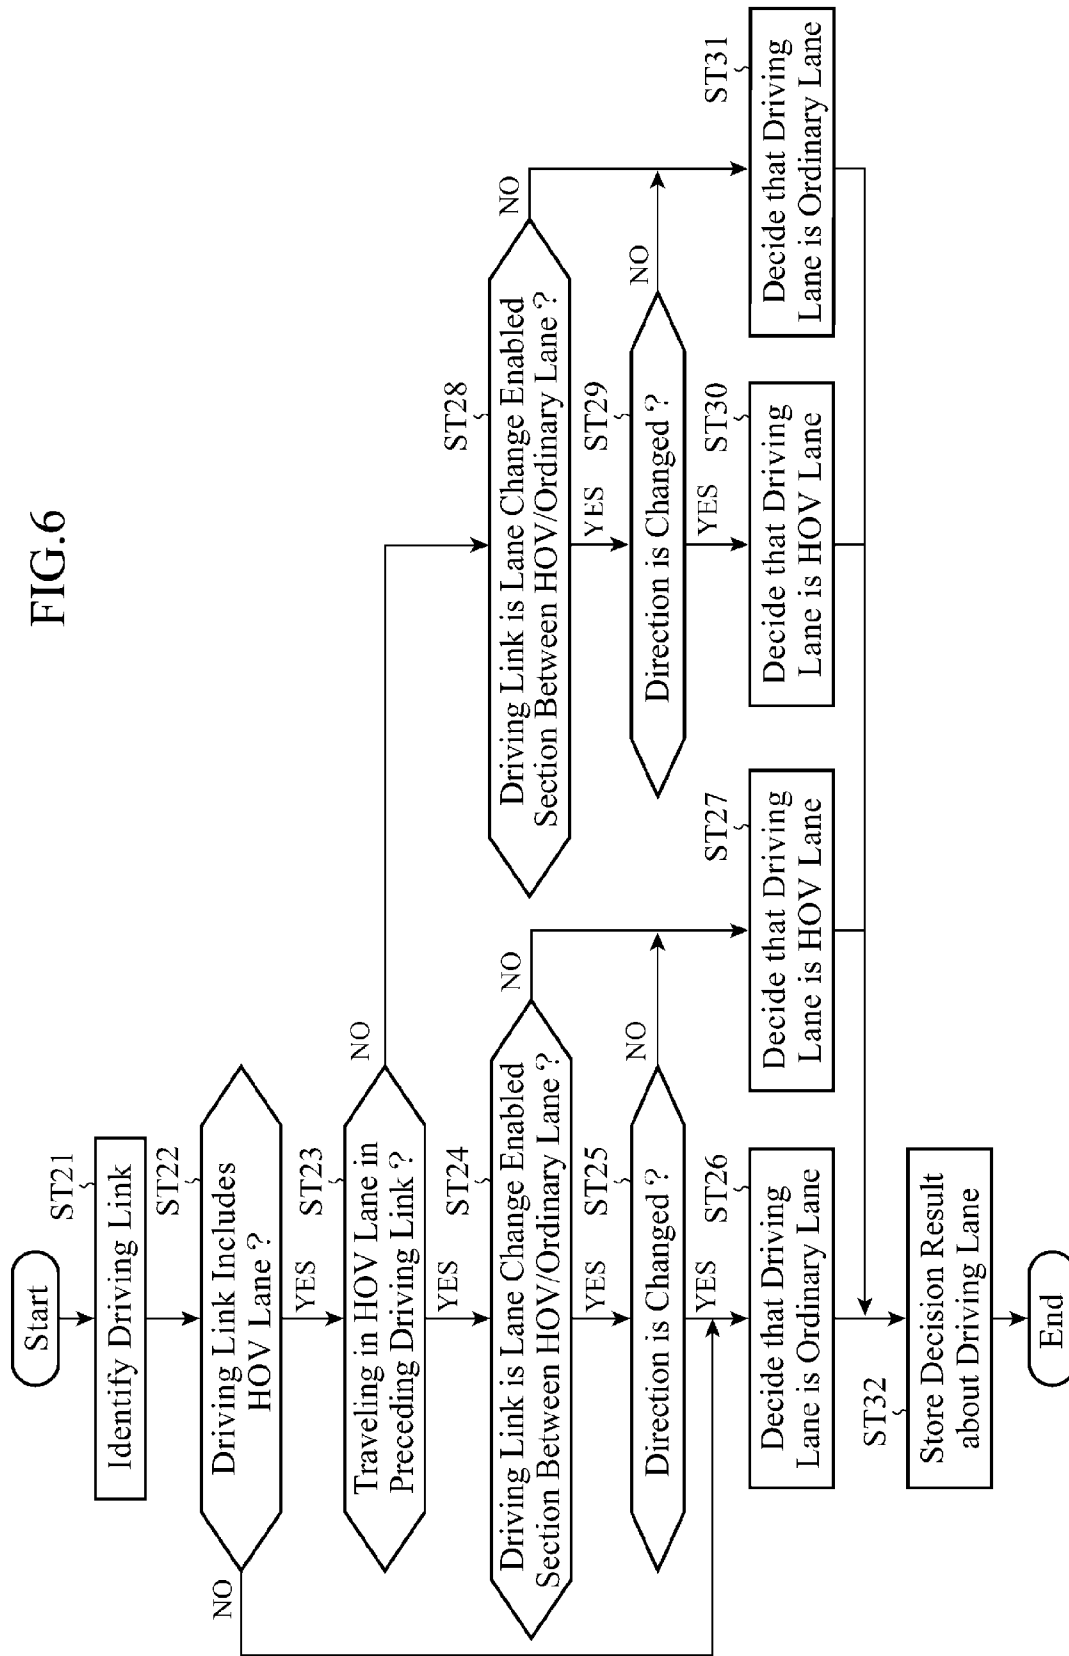 FIG.6
Start
ST21
Identify Driving Link
ST22
Driving Link Includes
HOV Lane ?
NO
YES
ST23
Traveling in HOV Lane in
Preceding Driving Link ?
NO
YES
ST24
Driving Link is Lane Change Enabled
Section Between HOV/Ordinary Lane ?
NO
YES
ST25
Direction is Changed ?
NO
YES
ST26
Decide that Driving
Lane is Ordinary Lane
ST27
Decide that Driving
Lane is HOV Lane
ST28
Driving Link is Lane Change Enabled
Section Between HOV/Ordinary Lane ?
NO
YES
ST29
Direction is Changed ?
NO
YES
ST30
Decide that Driving
Lane is HOV Lane
ST31
Decide that Driving
Lane is Ordinary Lane
ST32
Store Decision Result
about Driving Lane
End